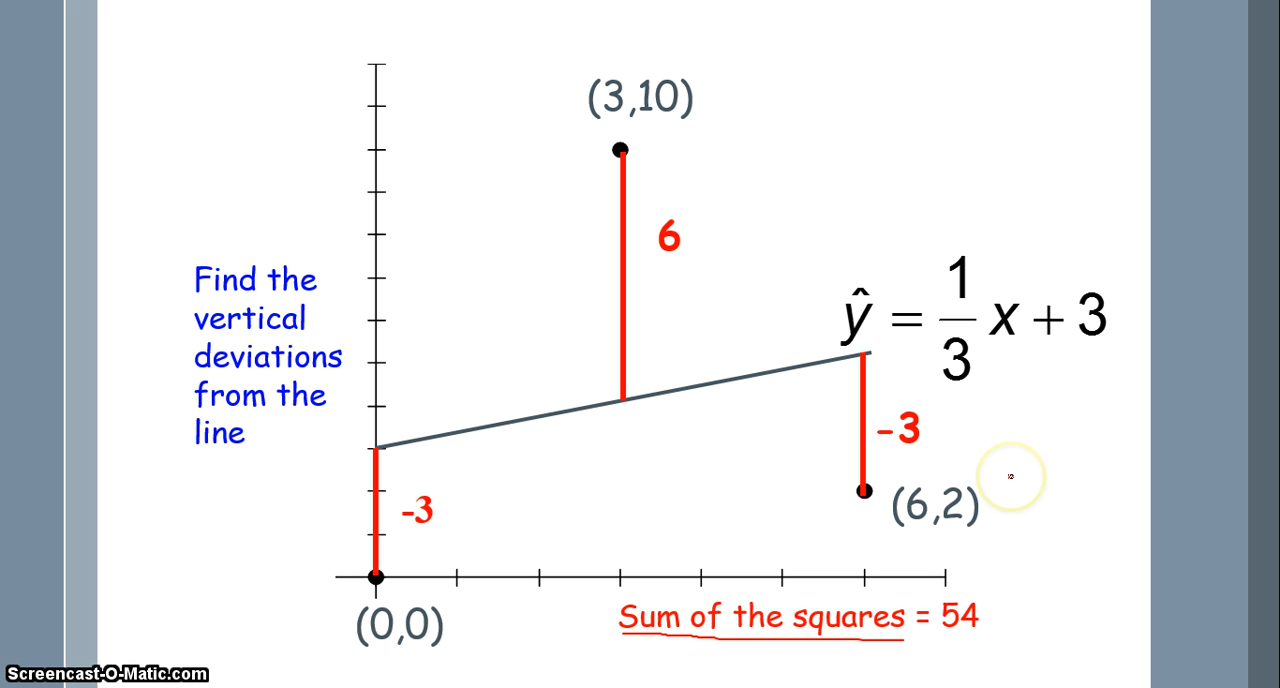 (3,10)
6
Find the
vertical
deviations
from the
line
ŷ = 1/3 x + 3
-3
-3
(6,2)
(0,0)
Sum of the squares = 54
Screencast-O-Matic.com